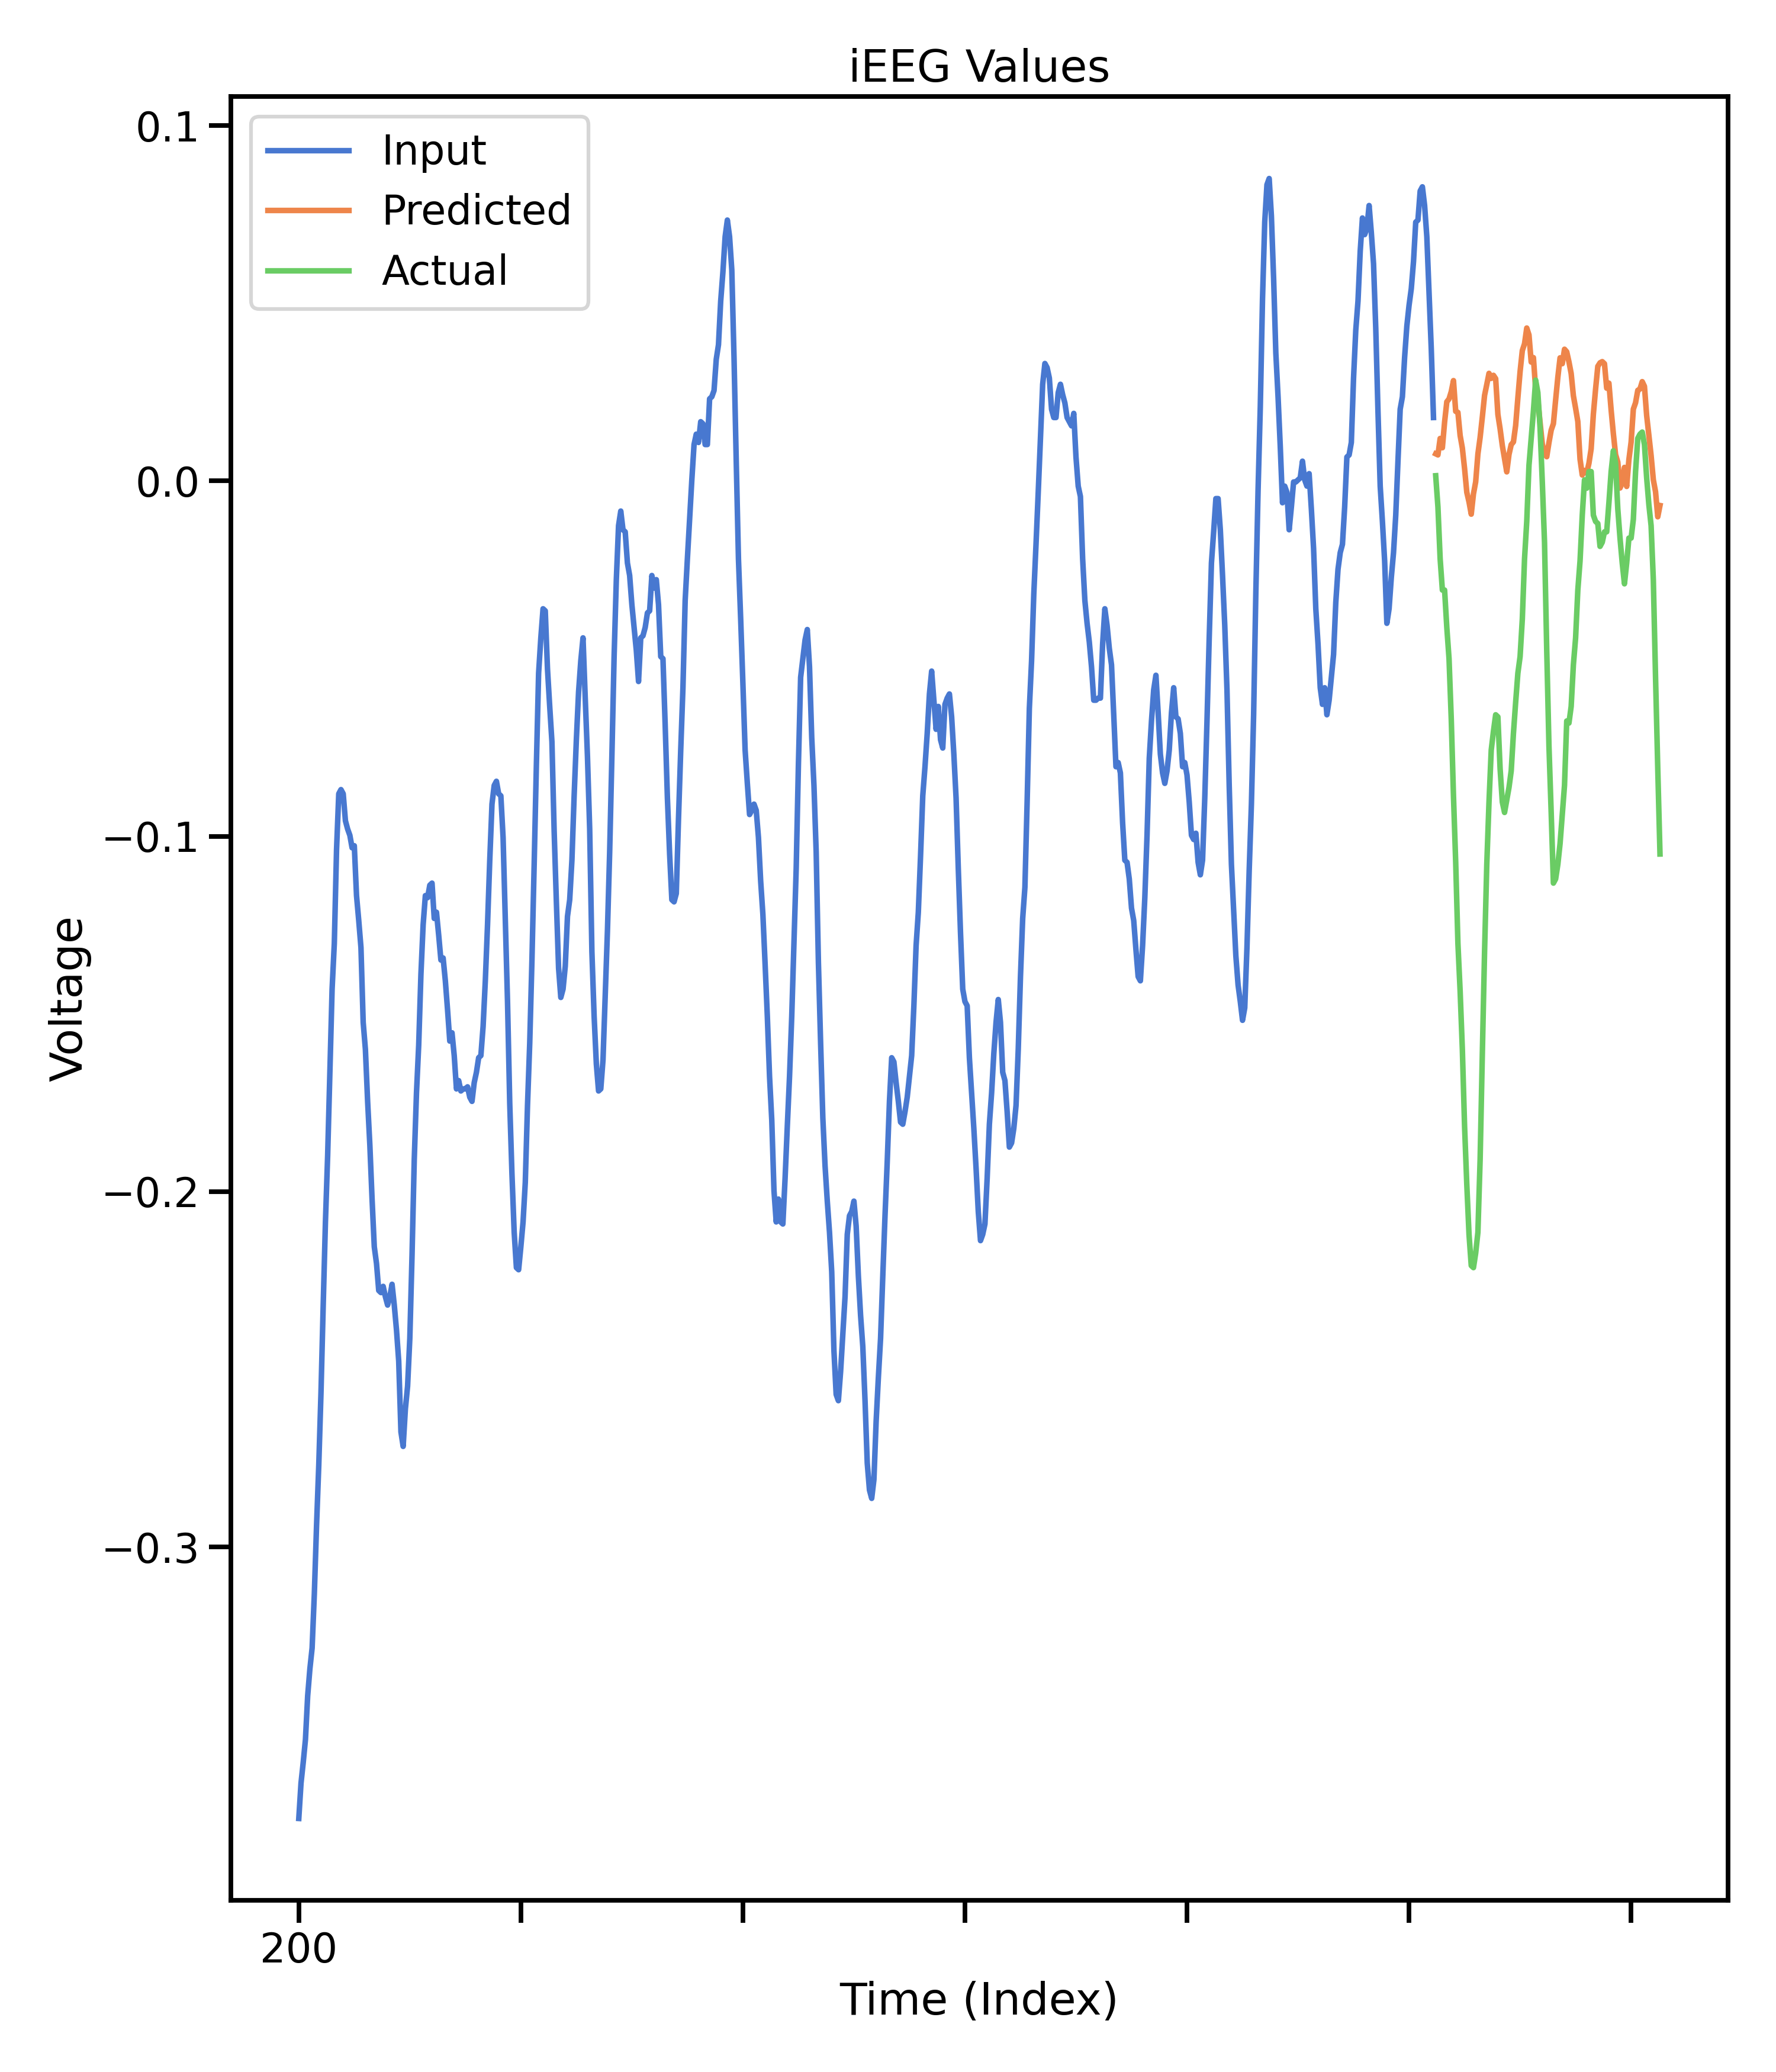 iEEG Values
0.1
0.0
−0.1
−0.2
−0.3
Voltage
Input
Predicted
Actual
200
Time (Index)